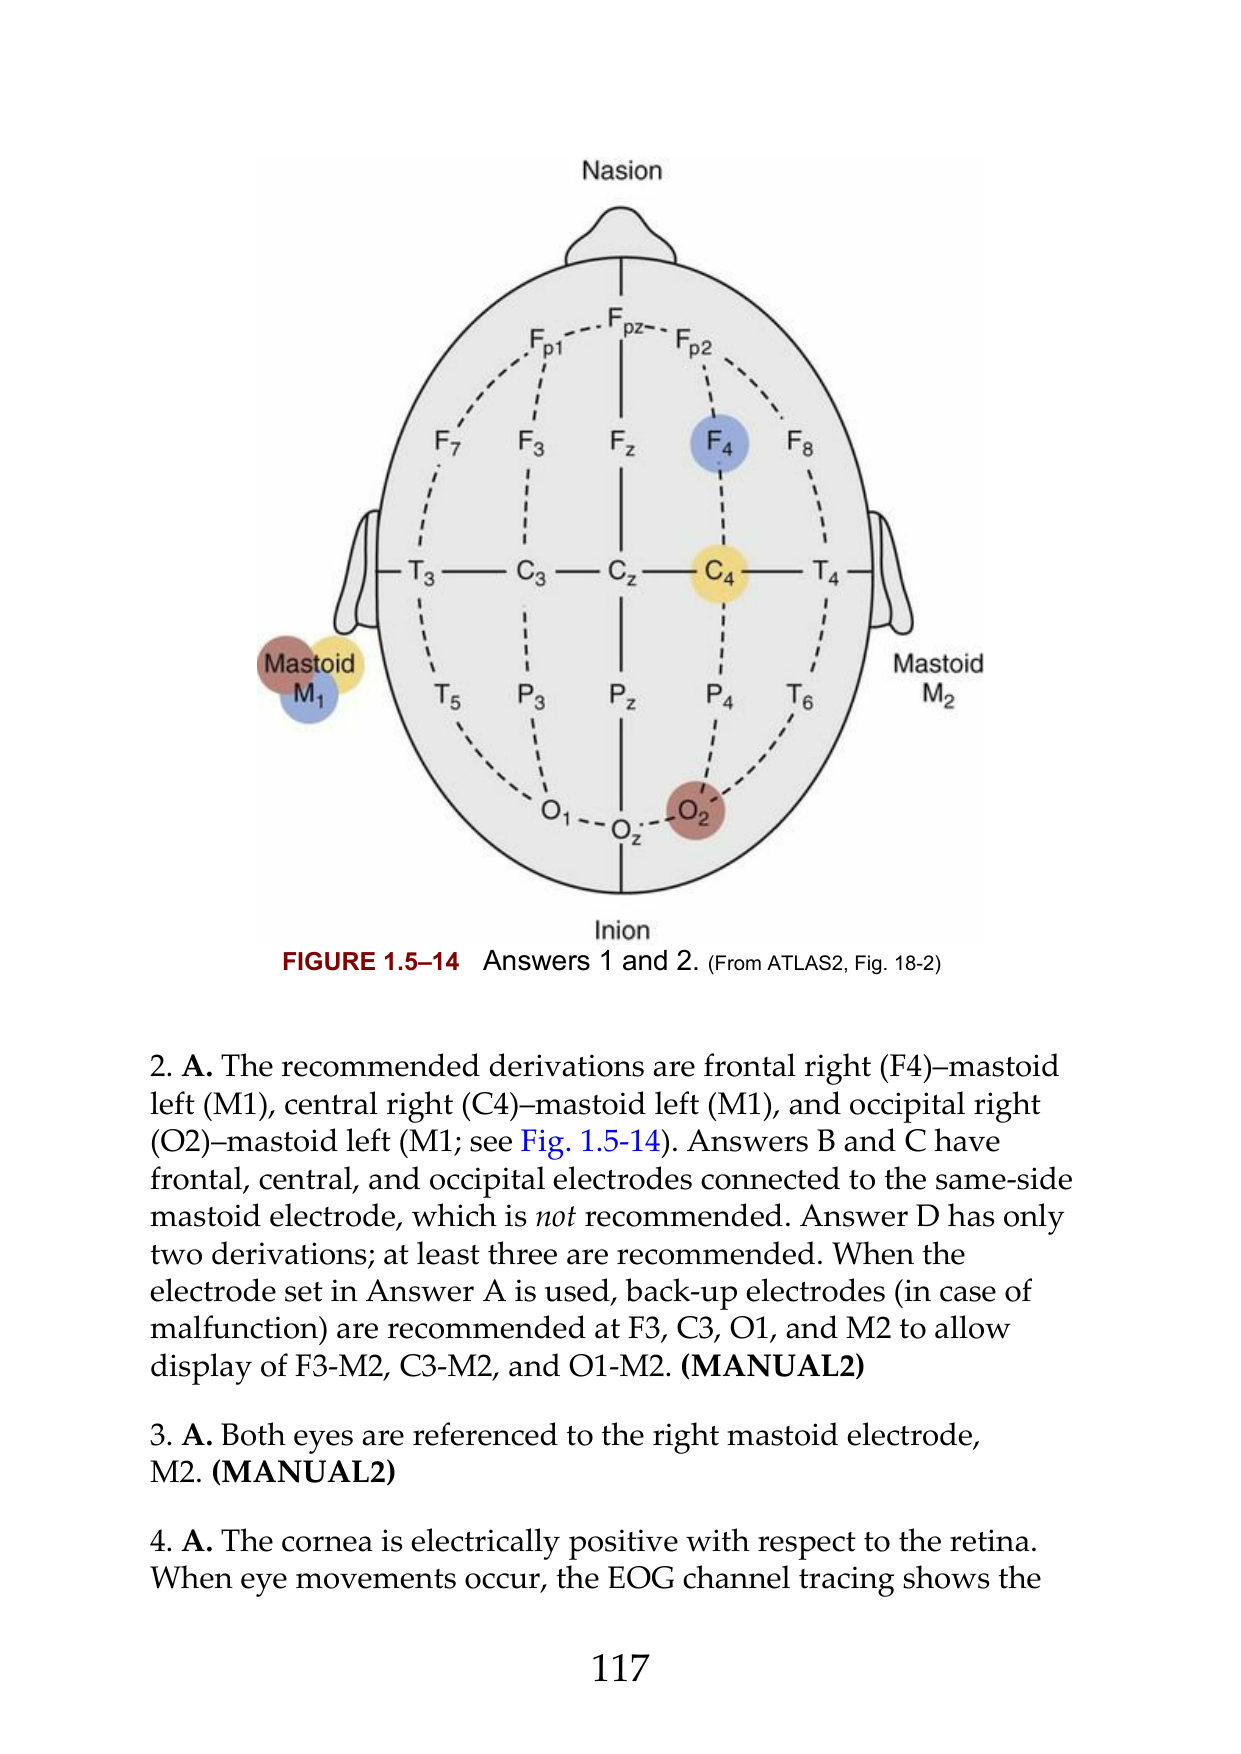 Nasion
Fp1 Fpz Fp2
F7 F3 Fz F4 F8
T3 C3 Cz C4 T4
Mastoid M1
Mastoid M2
T5 P3 Pz P4 T6
O1 Oz O2
Inion
FIGURE 1.5–14 Answers 1 and 2. (From ATLAS2, Fig. 18-2)
2. A. The recommended derivations are frontal right (F4)–mastoid
left (M1), central right (C4)–mastoid left (M1), and occipital right
(O2)–mastoid left (M1; see Fig. 1.5-14). Answers B and C have
frontal, central, and occipital electrodes connected to the same-side
mastoid electrode, which is not recommended. Answer D has only
two derivations; at least three are recommended. When the
electrode set in Answer A is used, back-up electrodes (in case of
malfunction) are recommended at F3, C3, O1, and M2 to allow
display of F3-M2, C3-M2, and O1-M2. (MANUAL2)
3. A. Both eyes are referenced to the right mastoid electrode,
M2. (MANUAL2)
4. A. The cornea is electrically positive with respect to the retina.
When eye movements occur, the EOG channel tracing shows the
117